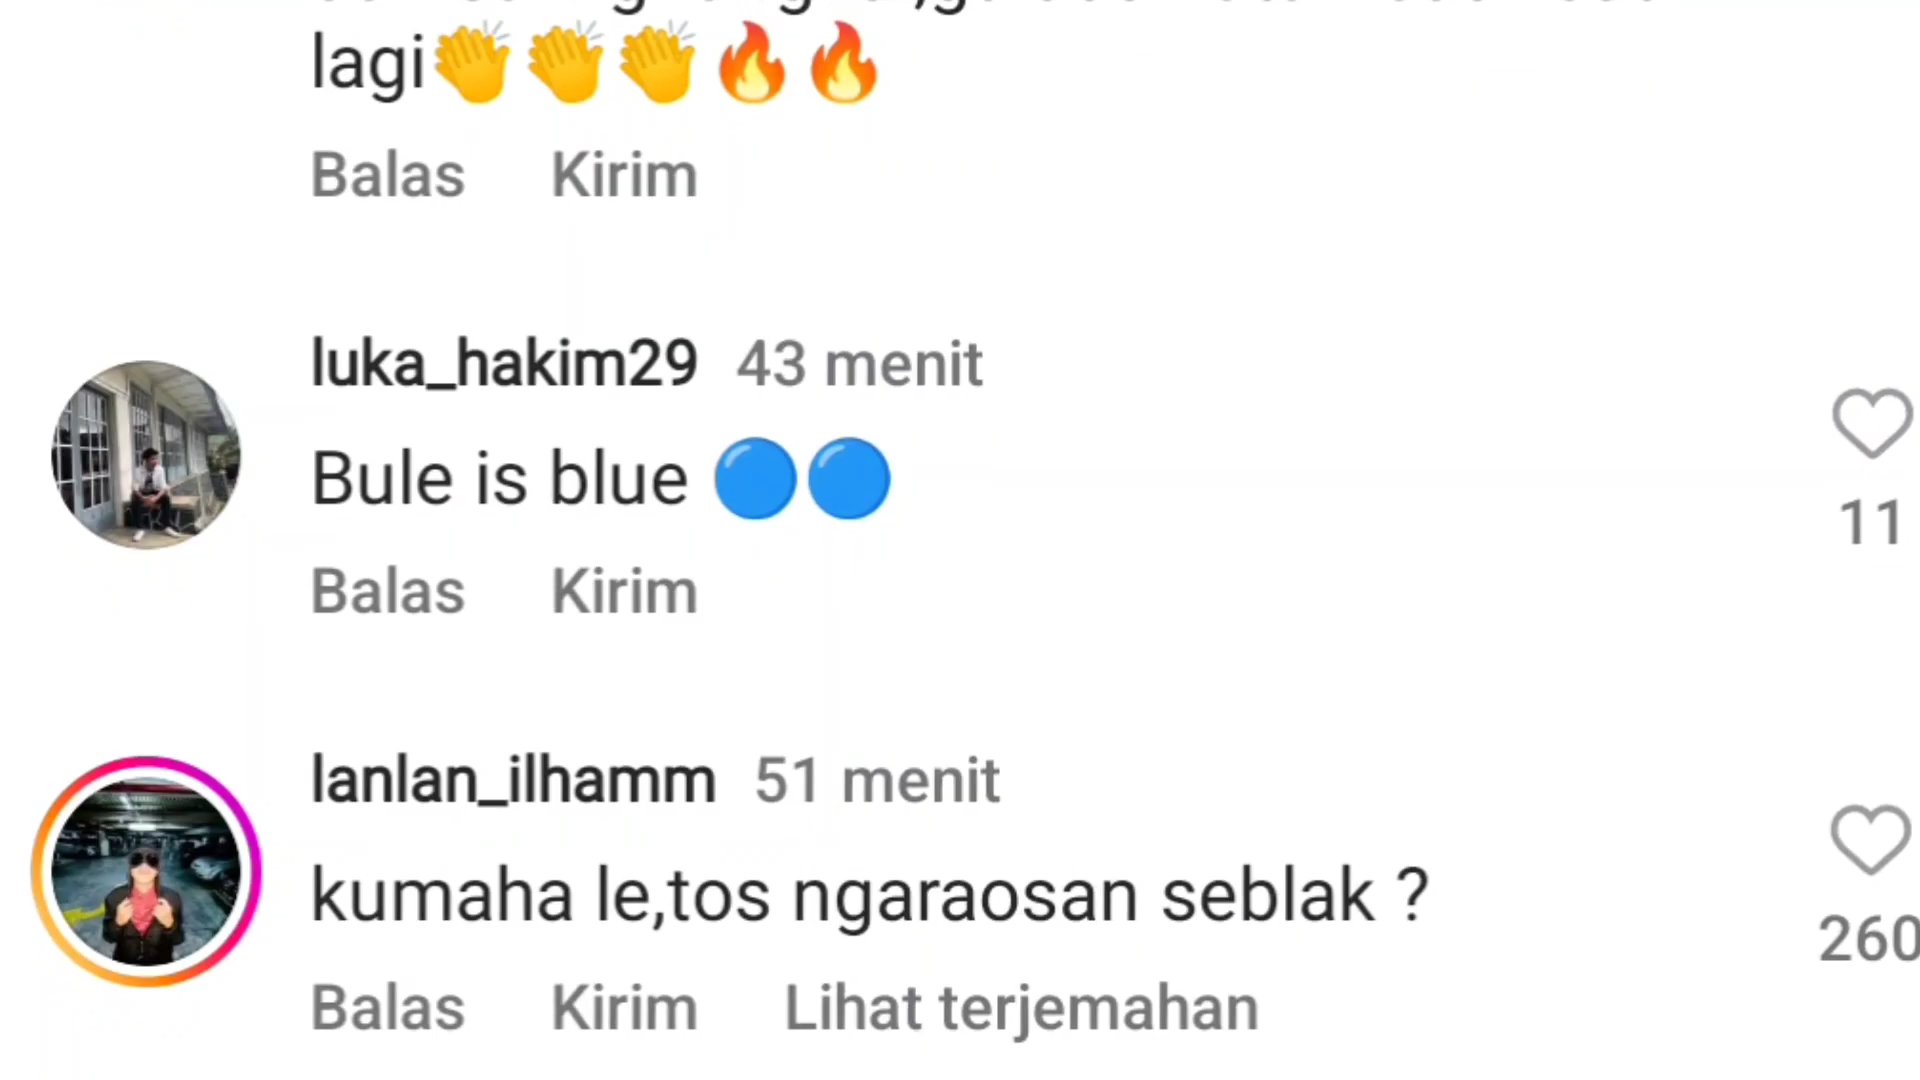 lagi👏👏👏🔥🔥
Balas Kirim
luka_hakim29 43 menit
Bule is blue 🔵🔵
11
Balas Kirim
lanlan_ilhamm 51 menit
kumaha le,tos ngaraosan seblak ?
260
Balas Kirim Lihat terjemahan